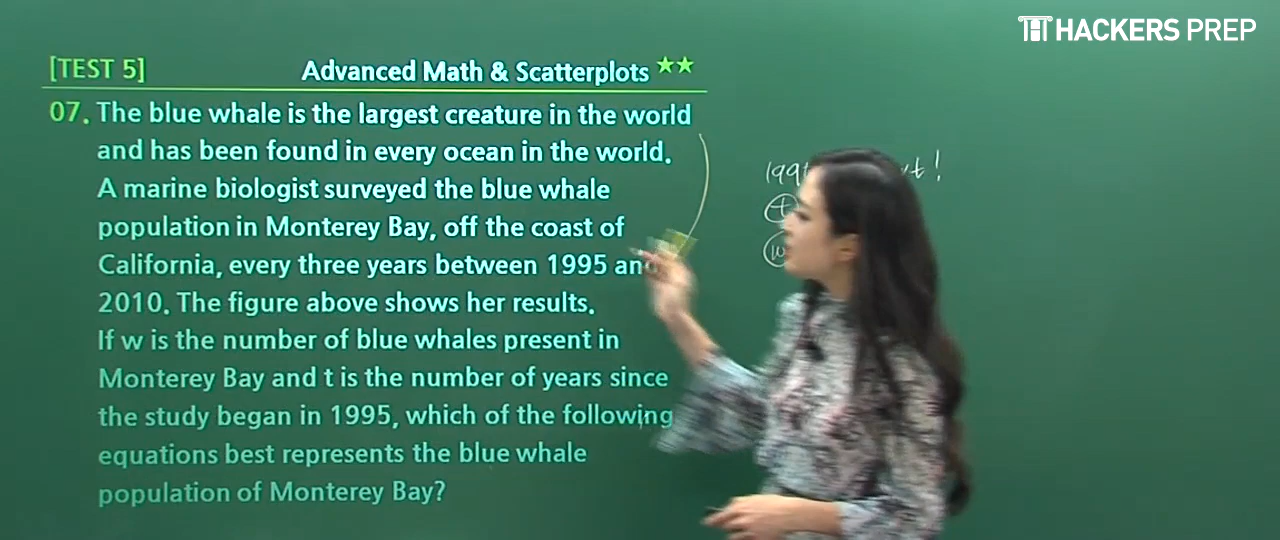 HACKERS PREP
[TEST 5] Advanced Math & Scatterplots ★★
07. The blue whale is the largest creature in the world
and has been found in every ocean in the world.
A marine biologist surveyed the blue whale
population in Monterey Bay, off the coast of
California, every three years between 1995 an
2010. The figure above shows her results.
If w is the number of blue whales present in
Monterey Bay and t is the number of years since
the study began in 1995, which of the following
equations best represents the blue whale
population of Monterey Bay?